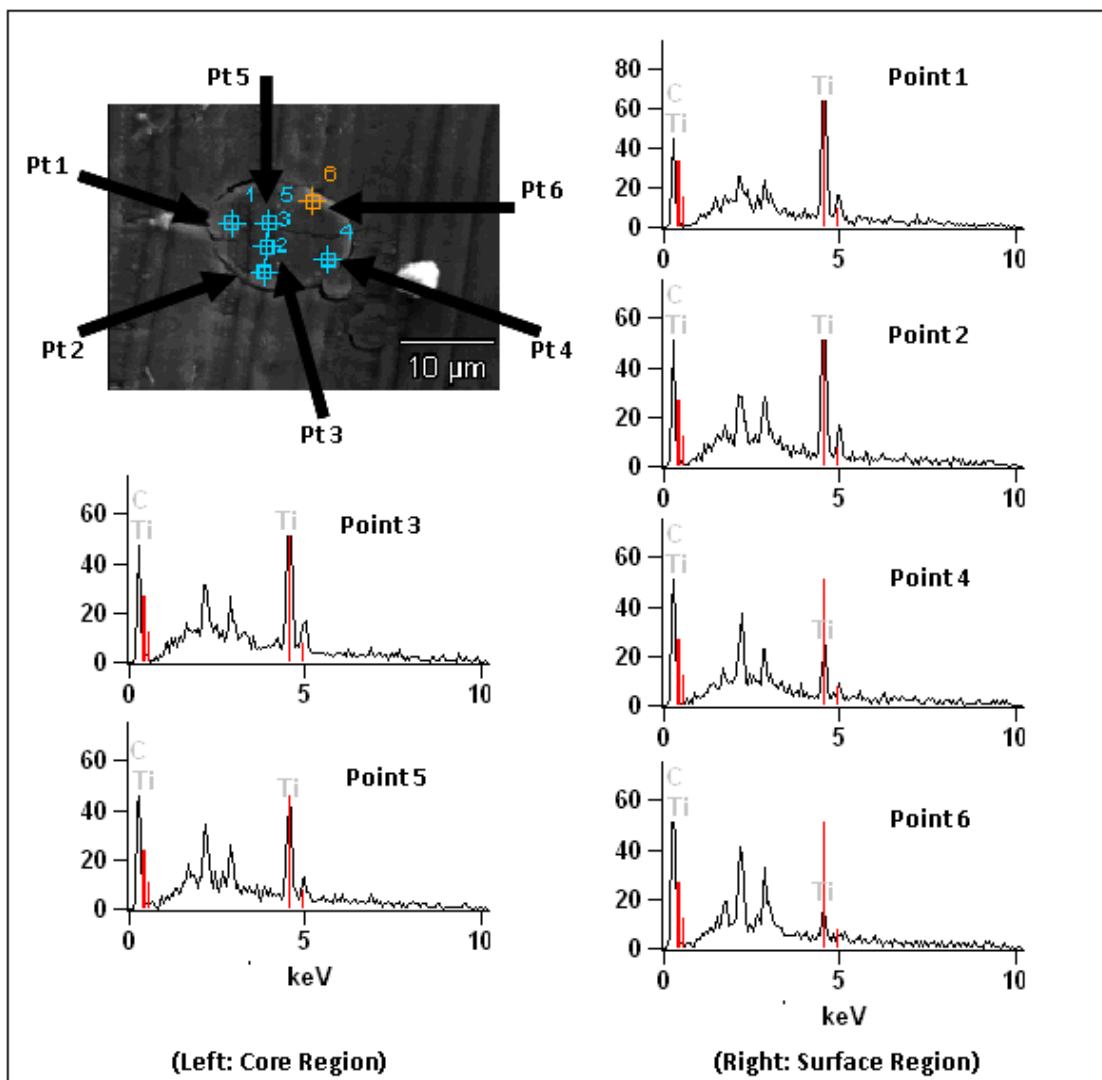 Pt 5
Pt 1
Pt 6
Pt 2
Pt 4
Pt 3
1
5
6
3
2
4
10 µm
Point 1
C
Ti
Ti
80
60
40
20
0
0
5
10
Point 2
C
Ti
Ti
60
40
20
0
0
5
10
Point 3
C
Ti
Ti
60
40
20
0
0
5
10
Point 4
C
Ti
Ti
60
40
20
0
0
5
10
Point 5
C
Ti
Ti
60
40
20
0
0
5
10
keV
Point 6
C
Ti
Ti
60
40
20
0
0
5
10
keV
(Left: Core Region)
(Right: Surface Region)